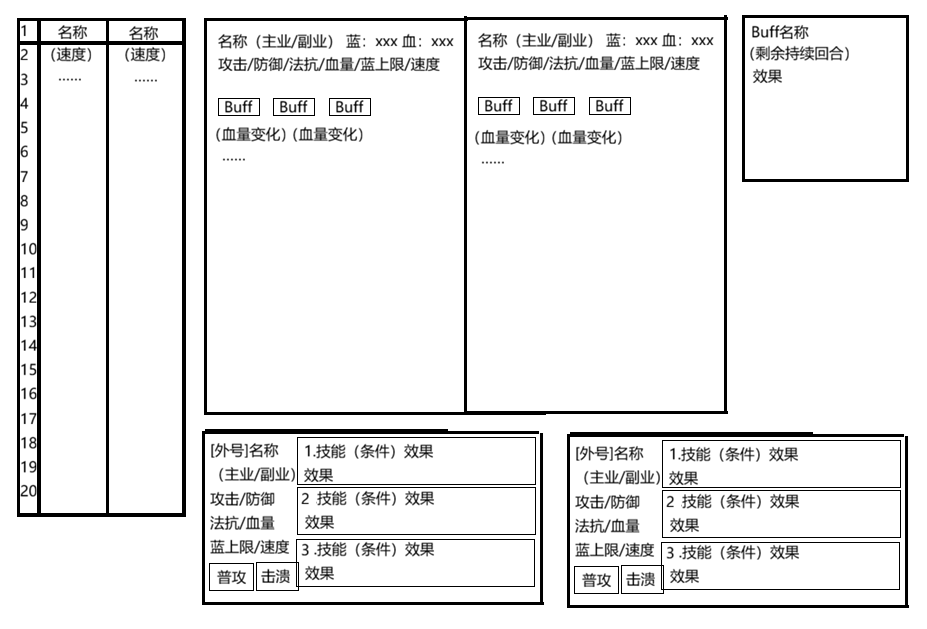 1
名称
名称
2
(速度)
(速度)
3
......
......
4
5
6
7
8
9
10
11
12
13
14
15
16
17
18
19
20
名称（主业/副业） 蓝：xxx 血：xxx
攻击/防御/法抗/血量/蓝上限/速度
Buff
Buff
Buff
(血量变化) (血量变化)
......
名称（主业/副业） 蓝：xxx 血：xxx
攻击/防御/法抗/血量/蓝上限/速度
Buff
Buff
Buff
(血量变化) (血量变化)
......
Buff名称
(剩余持续回合)
效果
[外号]名称
（主业/副业)
攻击/防御
法抗/血量
蓝上限/速度
普攻
击溃
1.技能（条件）效果
效果
2 技能（条件）效果
效果
3 .技能（条件）效果
效果
[外号]名称
（主业/副业)
攻击/防御
法抗/血量
蓝上限/速度
普攻
击溃
1.技能（条件）效果
效果
2 技能（条件）效果
效果
3 .技能（条件）效果
效果